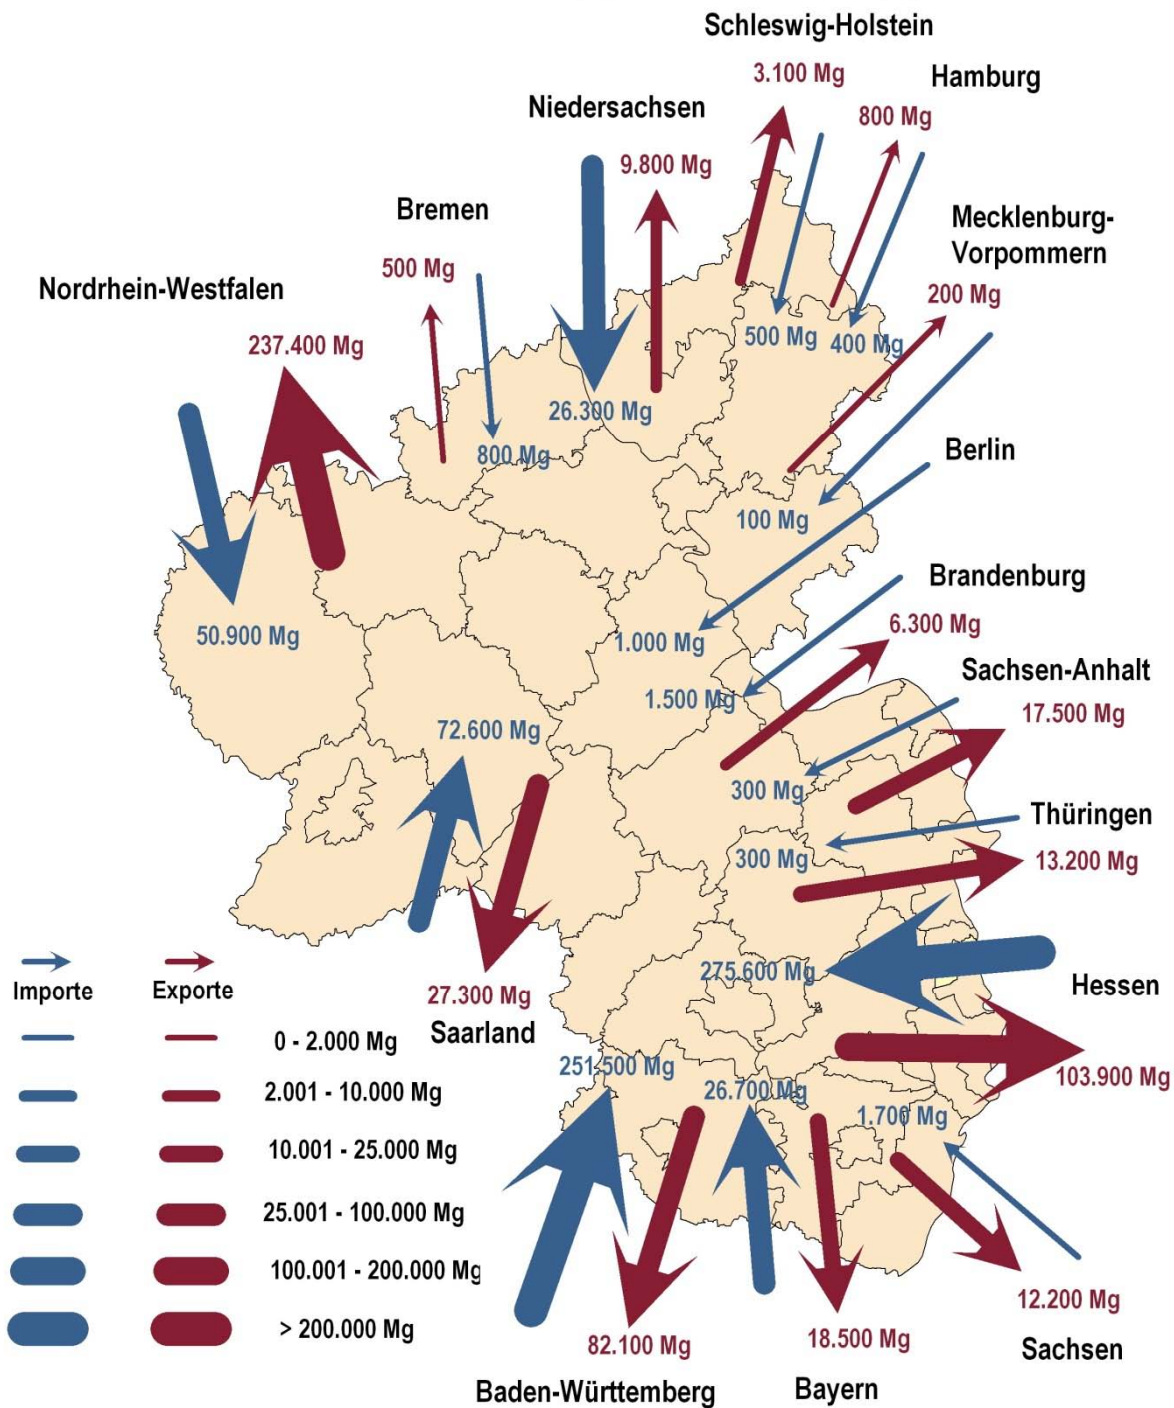 Schleswig-Holstein
3.100 Mg
500 Mg
Hamburg
800 Mg
400 Mg
Niedersachsen
9.800 Mg
26.300 Mg
Bremen
500 Mg
800 Mg
Mecklenburg-
Vorpommern
200 Mg
100 Mg
Nordrhein-Westfalen
237.400 Mg
50.900 Mg
Berlin
1.000 Mg
Brandenburg
6.300 Mg
1.500 Mg
Sachsen-Anhalt
17.500 Mg
300 Mg
Thüringen
13.200 Mg
300 Mg
72.600 Mg
27.300 Mg
Saarland
275.600 Mg
Hessen
103.900 Mg
251.500 Mg
82.100 Mg
Baden-Württemberg
26.700 Mg
18.500 Mg
Bayern
1.700 Mg
12.200 Mg
Sachsen
Importe Exporte
0 - 2.000 Mg
2.001 - 10.000 Mg
10.001 - 25.000 Mg
25.001 - 100.000 Mg
100.001 - 200.000 Mg
> 200.000 Mg